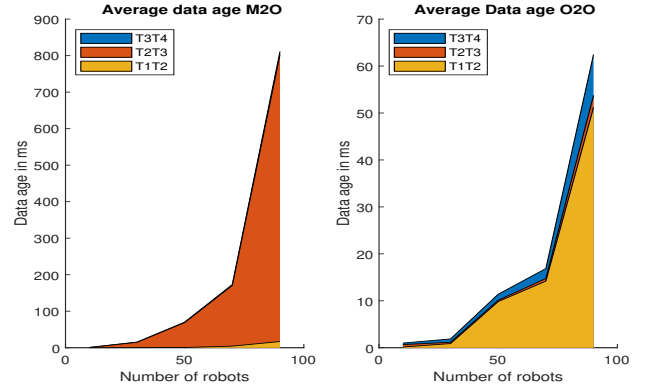 Average data age M2O
900
800
700
600
500
400
300
200
100
0
Data age in ms
T3T4
T2T3
T1T2
0
50
100
Number of robots
Average Data age O2O
70
60
50
40
30
20
10
0
Data age in ms
T3T4
T2T3
T1T2
0
50
100
Number of robots